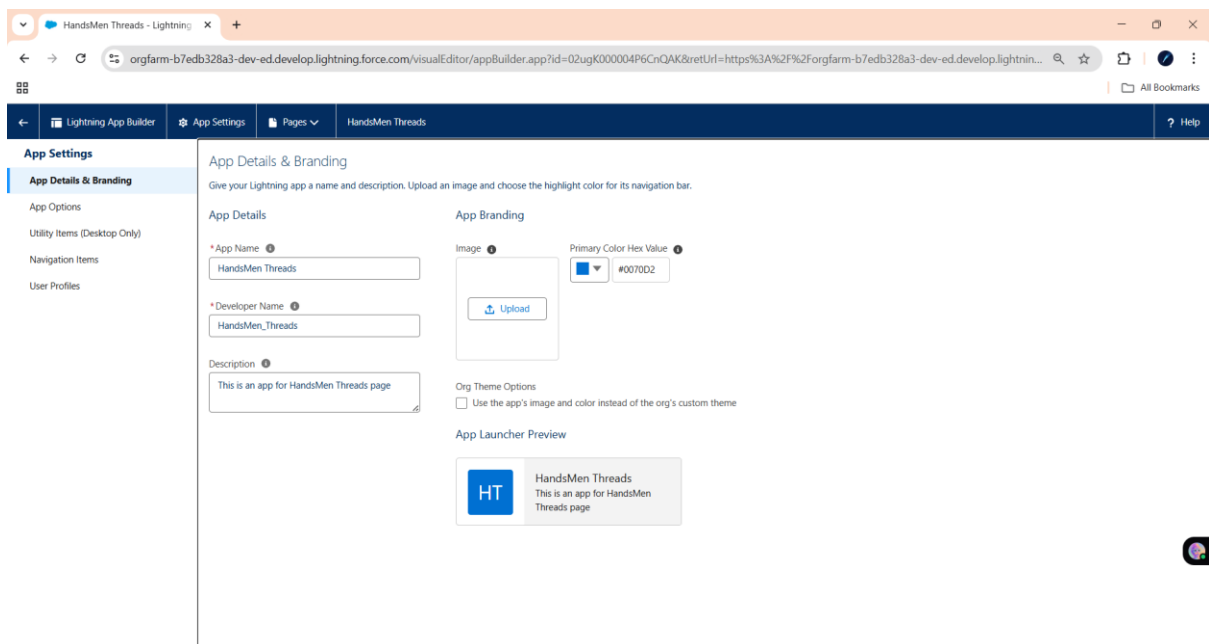 HandsMen Threads - Lightning
orgfarm-b7edb328a3-dev-ed.develop.lightning.force.com/visualEditor/appBuilder.app?id=02ugK000004P6CnQAK&retUrl=https%3A%2F%2Forgfarm-b7edb328a3-dev-ed.develop.lightnin...
All Bookmarks
Lightning App Builder
App Settings
Pages
HandsMen Threads
? Help
App Settings
App Details & Branding
App Options
Utility Items (Desktop Only)
Navigation Items
User Profiles
App Details & Branding
Give your Lightning app a name and description. Upload an image and choose the highlight color for its navigation bar.
App Details
*App Name
HandsMen Threads
*Developer Name
HandsMen_Threads
Description
This is an app for HandsMen Threads page
App Branding
Image
Primary Color Hex Value
Upload
#0070D2
Org Theme Options
Use the app's image and color instead of the org's custom theme
App Launcher Preview
HT
HandsMen Threads
This is an app for HandsMen
Threads page